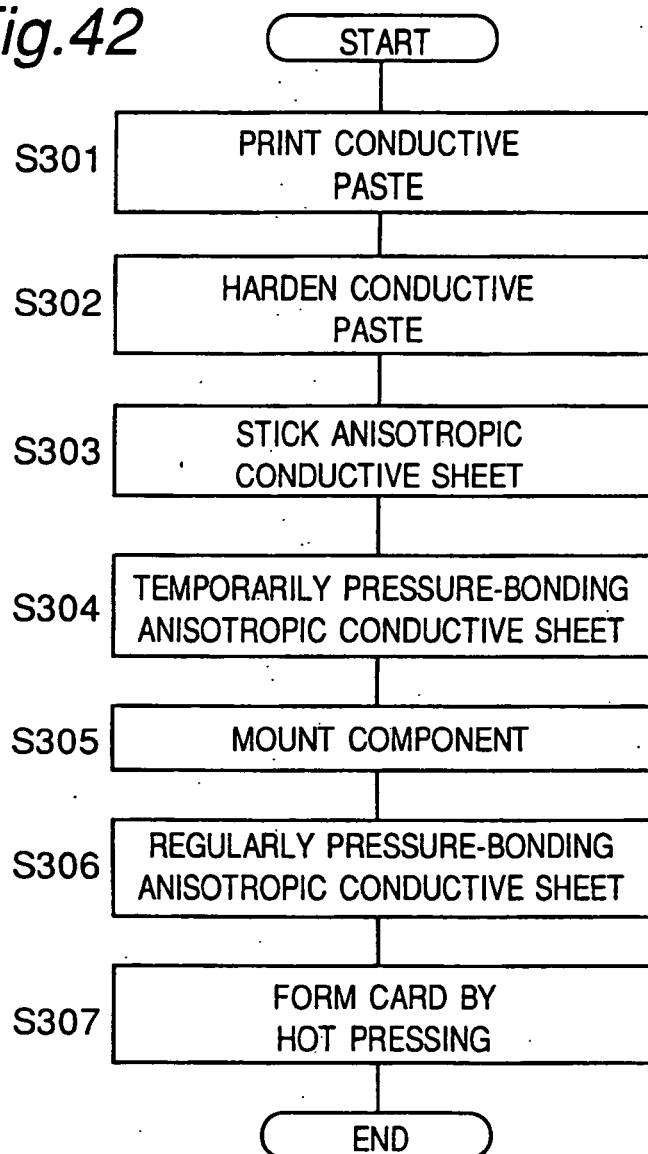 Fig.42
START
S301
PRINT CONDUCTIVE
PASTE
S302
HARDEN CONDUCTIVE
PASTE
S303
STICK ANISOTROPIC
CONDUCTIVE SHEET
S304
TEMPORARILY PRESSURE-BONDING
ANISOTROPIC CONDUCTIVE SHEET
S305
MOUNT COMPONENT
S306
REGULARLY PRESSURE-BONDING
ANISOTROPIC CONDUCTIVE SHEET
S307
FORM CARD BY
HOT PRESSING
END